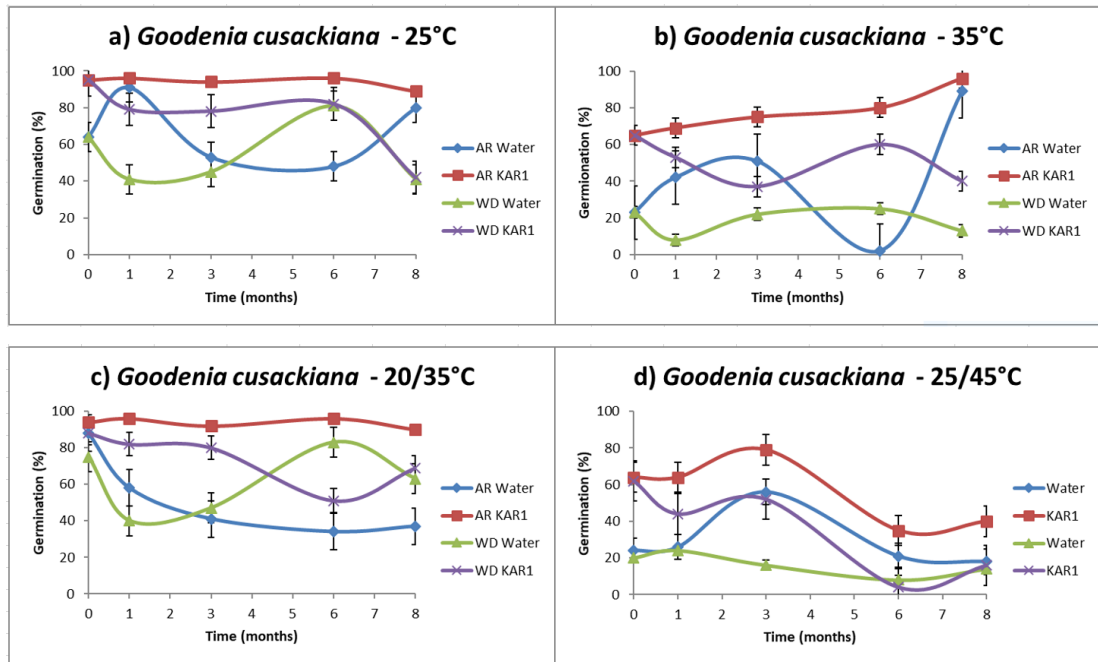 a) Goodenia cusackiana - 25°C
100
80
60
40
20
0
Germination (%)
0 1 2 3 4 5 6 7 8
Time (months)
AR Water
AR KAR1
WD Water
WD KAR1
b) Goodenia cusackiana - 35°C
100
80
60
40
20
0
Germionation (%)
0 1 2 3 4 5 6 7 8
Time (months)
AR Water
AR KAR1
WD Water
WD KAR1
c) Goodenia cusackiana - 20/35°C
100
80
60
40
20
0
Germination (%)
0 1 2 3 4 5 6 7 8
Time (months)
AR Water
AR KAR1
WD Water
WD KAR1
d) Goodenia cusackiana - 25/45°C
100
80
60
40
20
0
Germination (%)
0 1 2 3 4 5 6 7 8
Time (months)
Water
KAR1
Water
KAR1